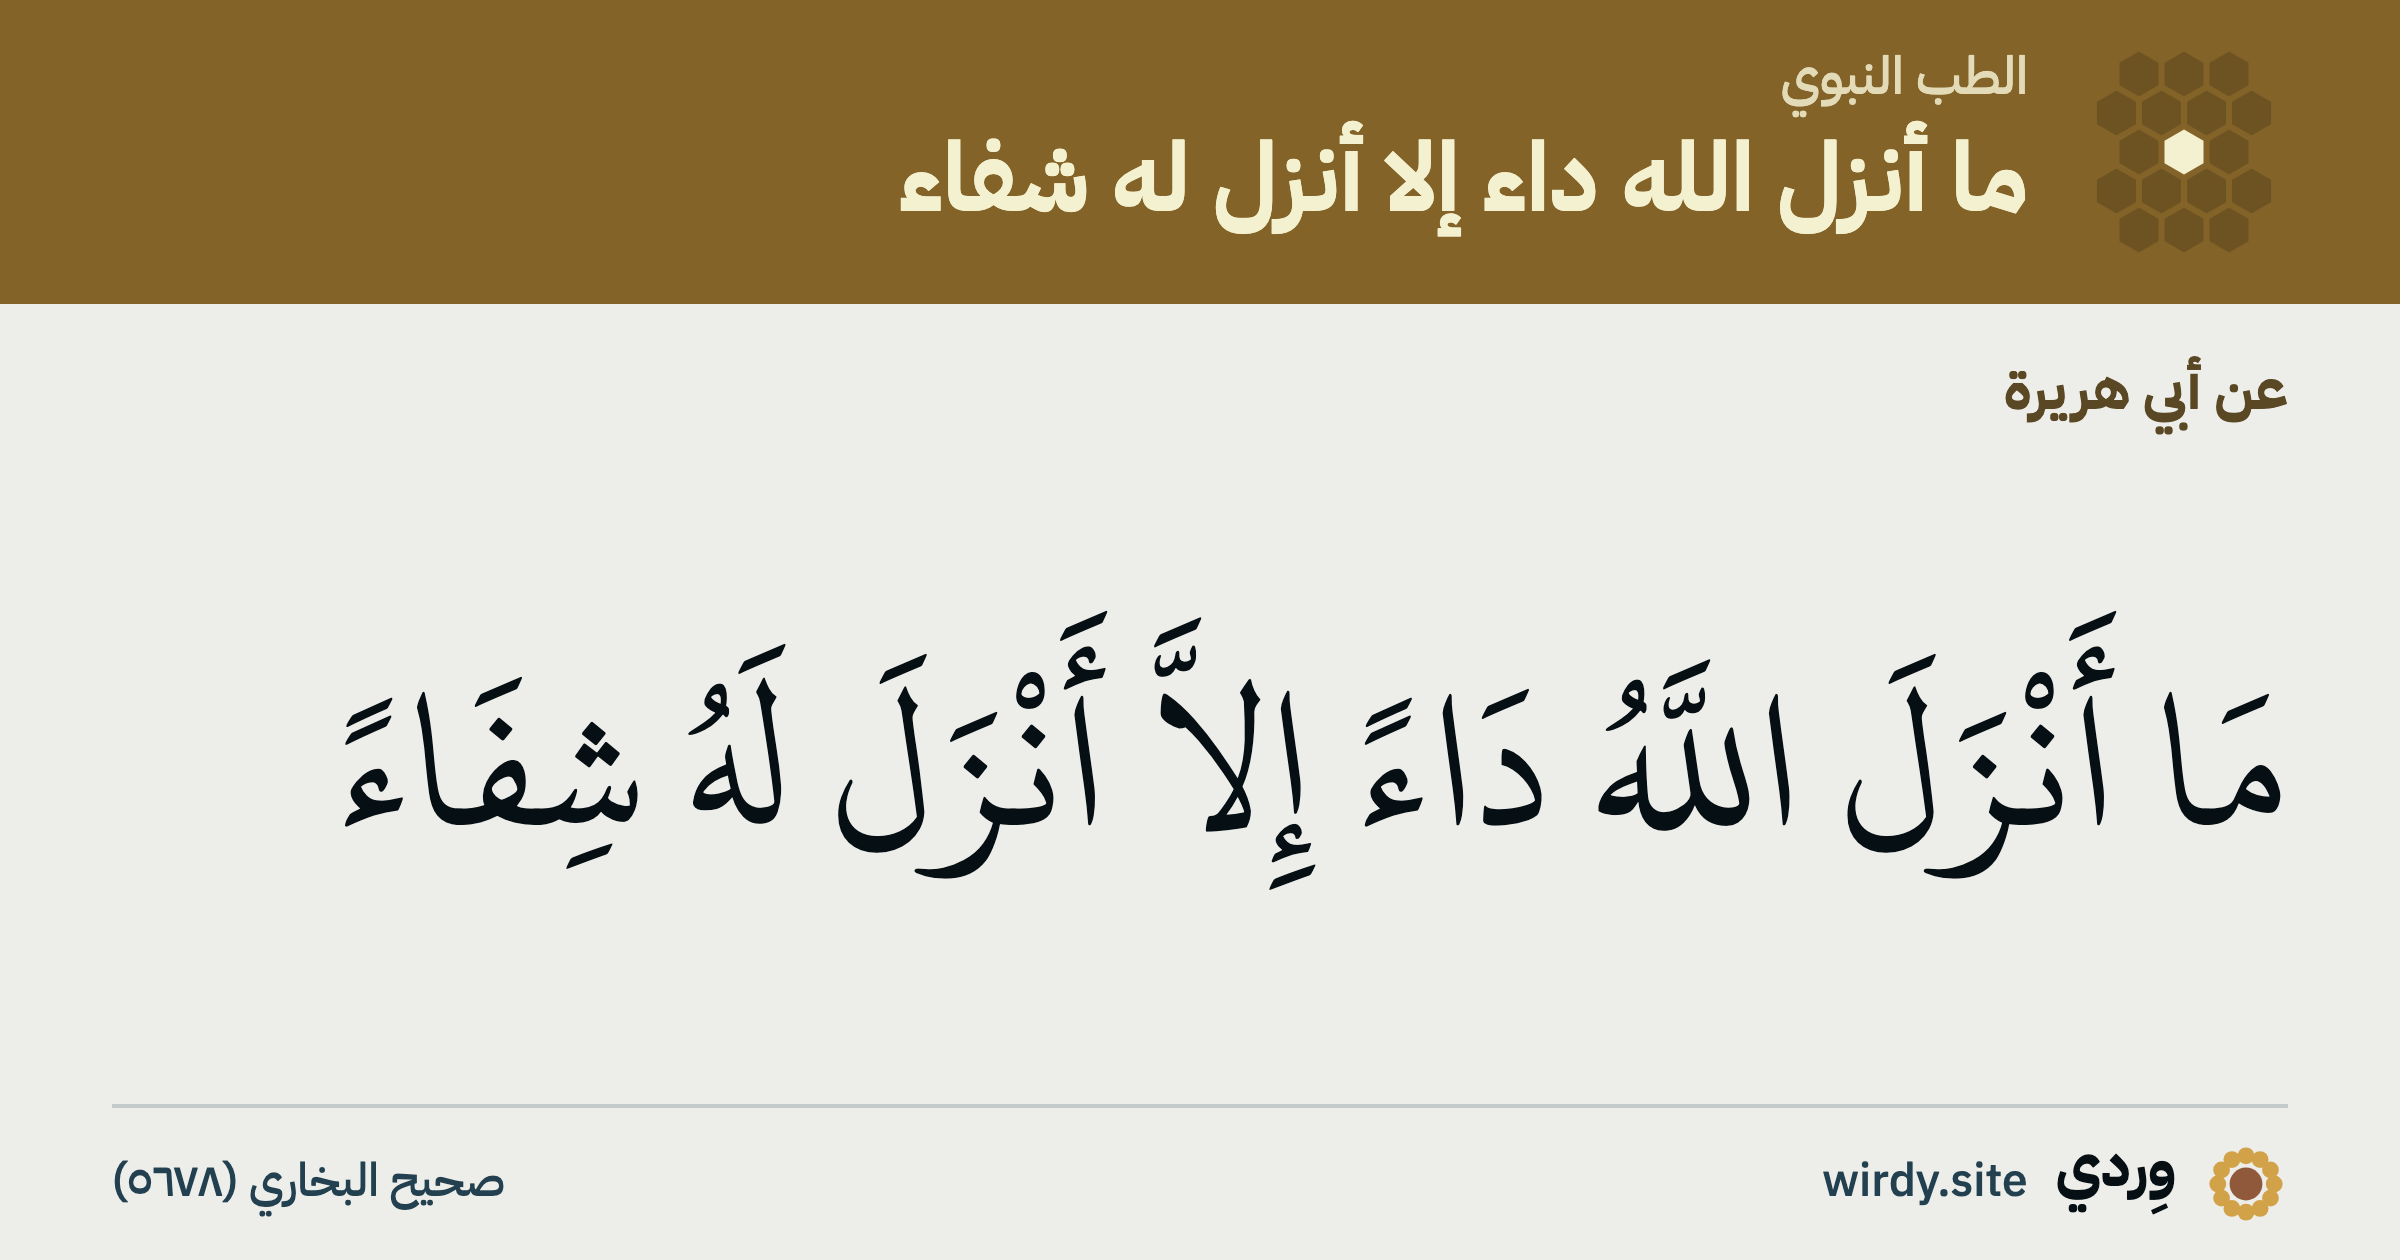 الطب النبوي
ما أنزل الله داء إلا أنزل له شفاء
عن أبي هريرة
مَا أَنْزَلَ اللَّهُ دَاءً إِلاَّ أَنْزَلَ لَهُ شِفَاءً
وِردي wirdy.site
صحيح البخاري (٥٦٧٨)